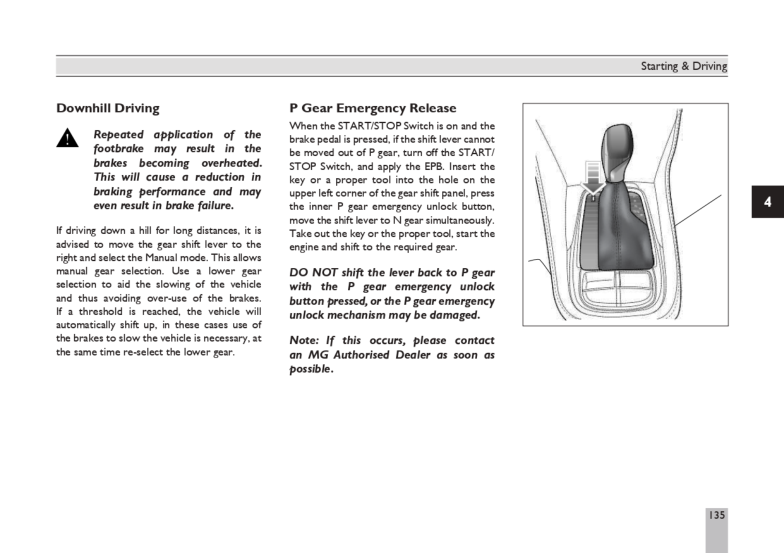 Starting & Driving
Downhill Driving
!
Repeated application of the
footbrake may result in the
brakes becoming overheated.
This will cause a reduction in
braking performance and may
even result in brake failure.
If driving down a hill for long distances, it is
advised to move the gear shift lever to the
right and select the Manual mode. This allows
manual gear selection. Use a lower gear
selection to aid the slowing of the vehicle
and thus avoiding over-use of the brakes.
If a threshold is reached, the vehicle will
automatically shift up, in these cases use of
the brakes to slow the vehicle is necessary, at
the same time re-select the lower gear.
P Gear Emergency Release
When the START/STOP Switch is on and the
brake pedal is pressed, if the shift lever cannot
be moved out of P gear, turn off the START/
STOP Switch, and apply the EPB. Insert the
key or a proper tool into the hole on the
upper left corner of the gear shift panel, press
the inner P gear emergency unlock button,
move the shift lever to N gear simultaneously.
Take out the key or the proper tool, start the
engine and shift to the required gear.
DO NOT shift the lever back to P gear
with the P gear emergency unlock
button pressed, or the P gear emergency
unlock mechanism may be damaged.
Note: If this occurs, please contact
an MG Authorised Dealer as soon as
possible.
4
135